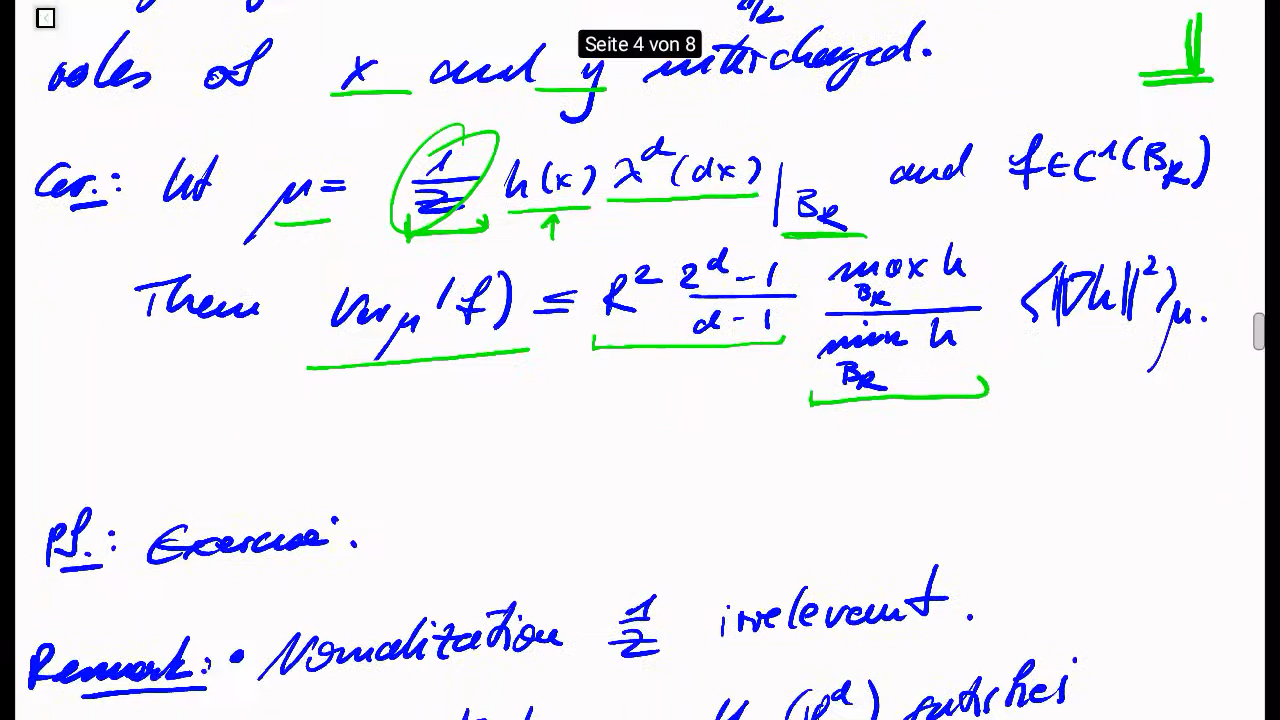 Seite 4 von 8
roles of x and y interchanged.
Cor.: Let μ = 1/Z h(x) λ^d(dx) |_{B_R} and f ∈ C^1(B_R)
Then Var_μ(f) ≤ R^2 (2^d - 1)/(d - 1) (max_{B_R} h)/(min_{B_R} h) ⟨‖∇h‖^2⟩_μ.
Pf.: Exercise.
Remark: • Normalization 1/Z irrelevant.
(R^d) satisfies